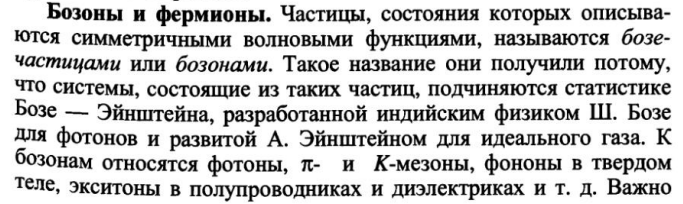 Бозоны и фермионы. Частицы, состояния которых описыва-
ются симметричными волновыми функциями, называются бозе-
частицами или бозонами. Такое название они получили потому,
что системы, состоящие из таких частиц, подчиняются статистике
Бозе — Эйнштейна, разработанной индийским физиком Ш. Бозе
для фотонов и развитой А. Эйнштейном для идеального газа. К
бозонам относятся фотоны, π- и K-мезоны, фононы в твердом
теле, экситоны в полупроводниках и диэлектриках и т. д. Важно